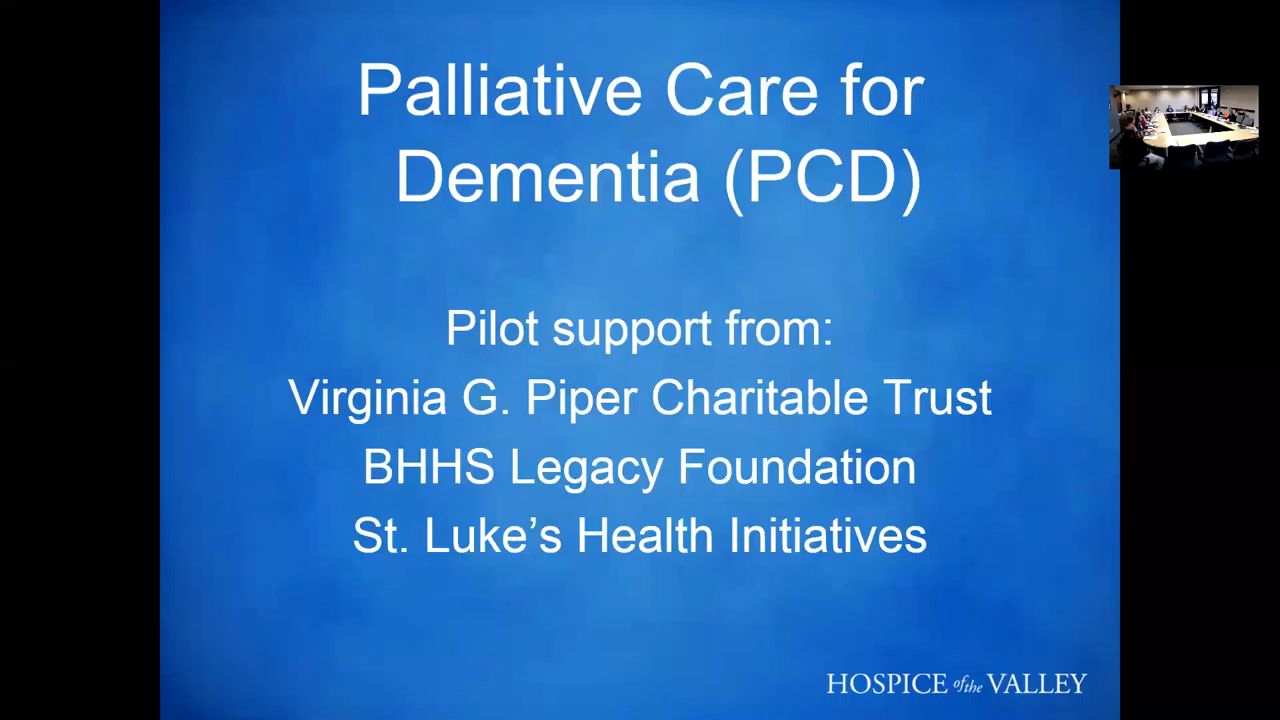 Palliative Care for
Dementia (PCD)
Pilot support from:
Virginia G. Piper Charitable Trust
BHHS Legacy Foundation
St. Luke’s Health Initiatives
HOSPICE of the VALLEY